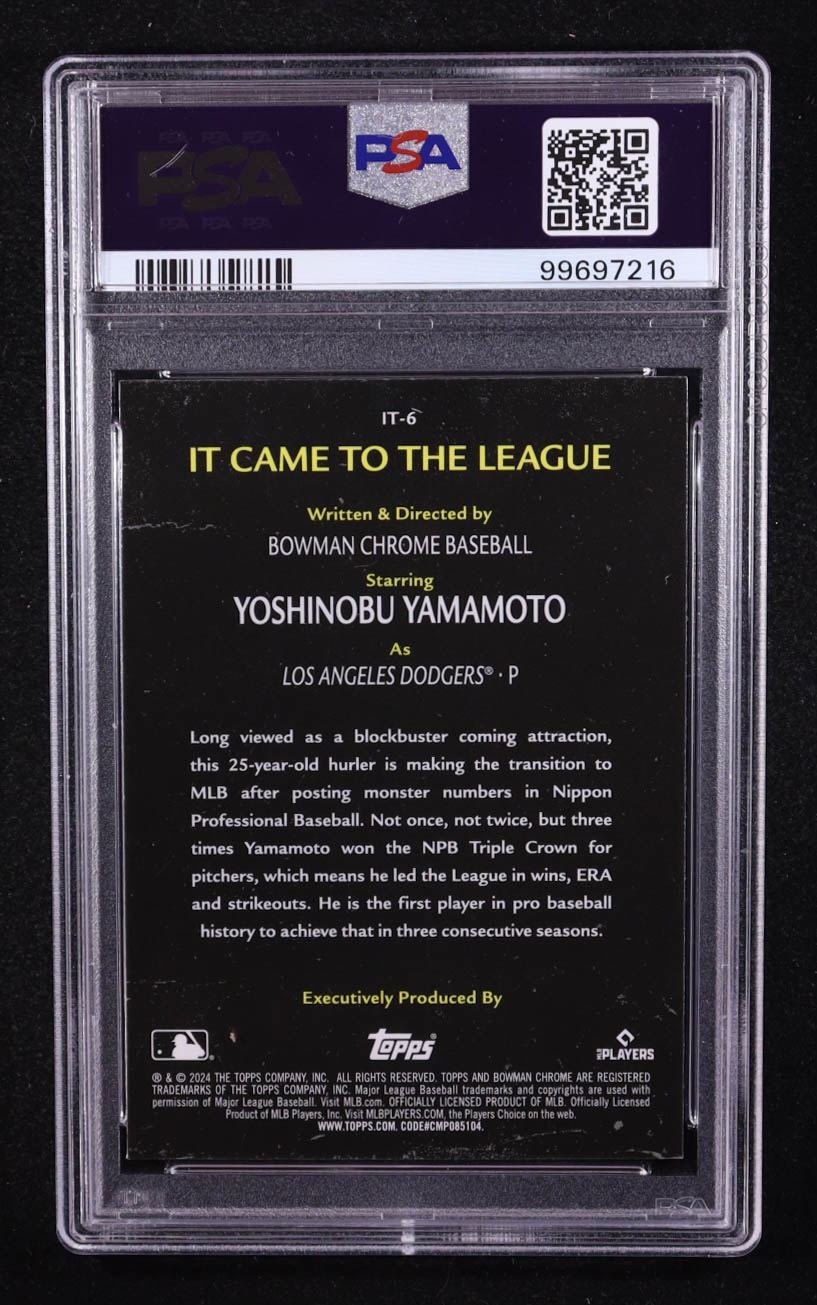 PSA PSA PSA
PSA
PSA PSA PSA
PSA
99697216
IT-6
IT CAME TO THE LEAGUE
Written & Directed by
BOWMAN CHROME BASEBALL
Starring
YOSHINOBU YAMAMOTO
As
LOS ANGELES DODGERS® · P
Long viewed as a blockbuster coming attraction,
this 25-year-old hurler is making the transition to
MLB after posting monster numbers in Nippon
Professional Baseball. Not once, not twice, but three
times Yamamoto won the NPB Triple Crown for
pitchers, which means he led the League in wins, ERA
and strikeouts. He is the first player in pro baseball
history to achieve that in three consecutive seasons.
Executively Produced By
Topps®
MLB PLAYERS
® & © 2024 THE TOPPS COMPANY, INC. ALL RIGHTS RESERVED. TOPPS AND BOWMAN CHROME ARE REGISTERED
TRADEMARKS OF THE TOPPS COMPANY, INC. Major League Baseball trademarks and copyrights are used with
permission of Major League Baseball. Visit MLB.com. OFFICIALLY LICENSED PRODUCT OF MLB. Officially Licensed
Product of MLB Players, Inc. Visit MLBPLAYERS.COM, the Players Choice on the web.
WWW.TOPPS.COM. CODE#CMP085104.
PSA